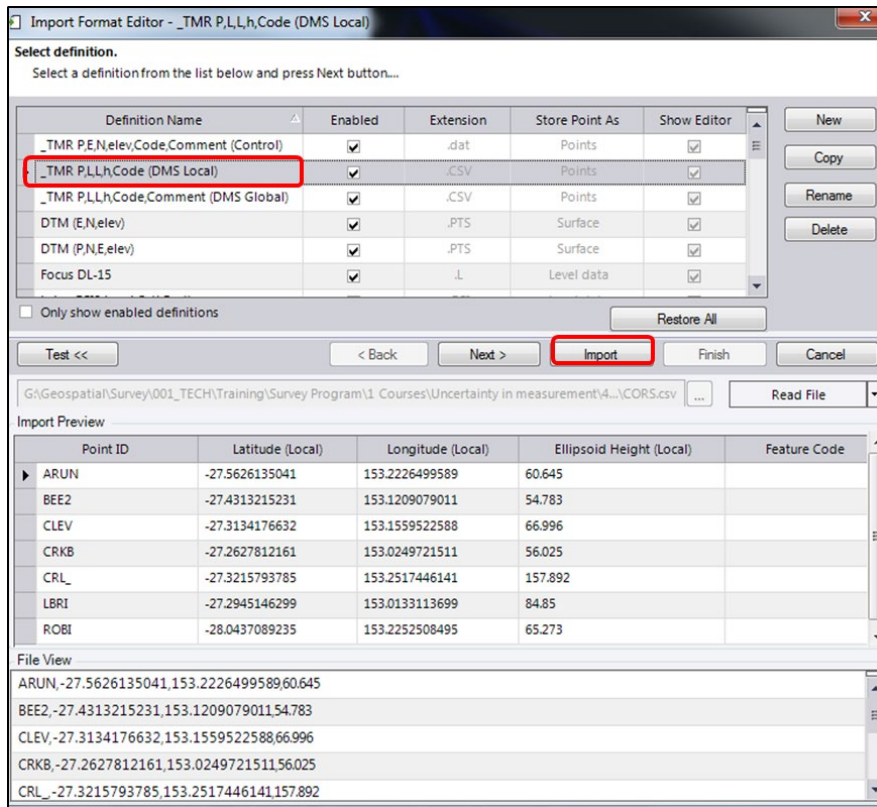 Import Format Editor - _TMR P,L,L,h,Code (DMS Local)
Select definition.
Select a definition from the list below and press Next button....
Definition Name Enabled Extension Store Point As Show Editor
_TMR P,E,N,elev,Code,Comment (Control) .dat Points
_TMR P,L,L,h,Code (DMS Local) .CSV Points
_TMR P,L,L,h,Code,Comment (DMS Global) .CSV Points
DTM (E,N,elev) .PTS Surface
DTM (P,N,E,elev) .PTS Surface
Focus DL-15 .L Level data
New
Copy
Rename
Delete
Only show enabled definitions
Restore All
Test << < Back Next > Import Finish Cancel
G:\Geospatial\Survey\001_TECH\Training\Survey Program\1 Courses\Uncertainty in measurement\4...\CORS.csv ... Read File
Import Preview
Point ID Latitude (Local) Longitude (Local) Ellipsoid Height (Local) Feature Code
ARUN -27.5626135041 153.2226499589 60.645
BEE2 -27.4313215231 153.1209079011 54.783
CLEV -27.3134176632 153.1559522588 66.996
CRKB -27.2627812161 153.0249721511 56.025
CRL_ -27.3215793785 153.2517446141 157.892
LBRI -27.2945146299 153.0133113699 84.85
ROBI -28.0437089235 153.2252508495 65.273
File View
ARUN,-27.5626135041,153.2226499589,60.645
BEE2,-27.4313215231,153.1209079011,54.783
CLEV,-27.3134176632,153.1559522588,66.996
CRKB,-27.2627812161,153.0249721511,56.025
CRL_,-27.3215793785,153.2517446141,157.892